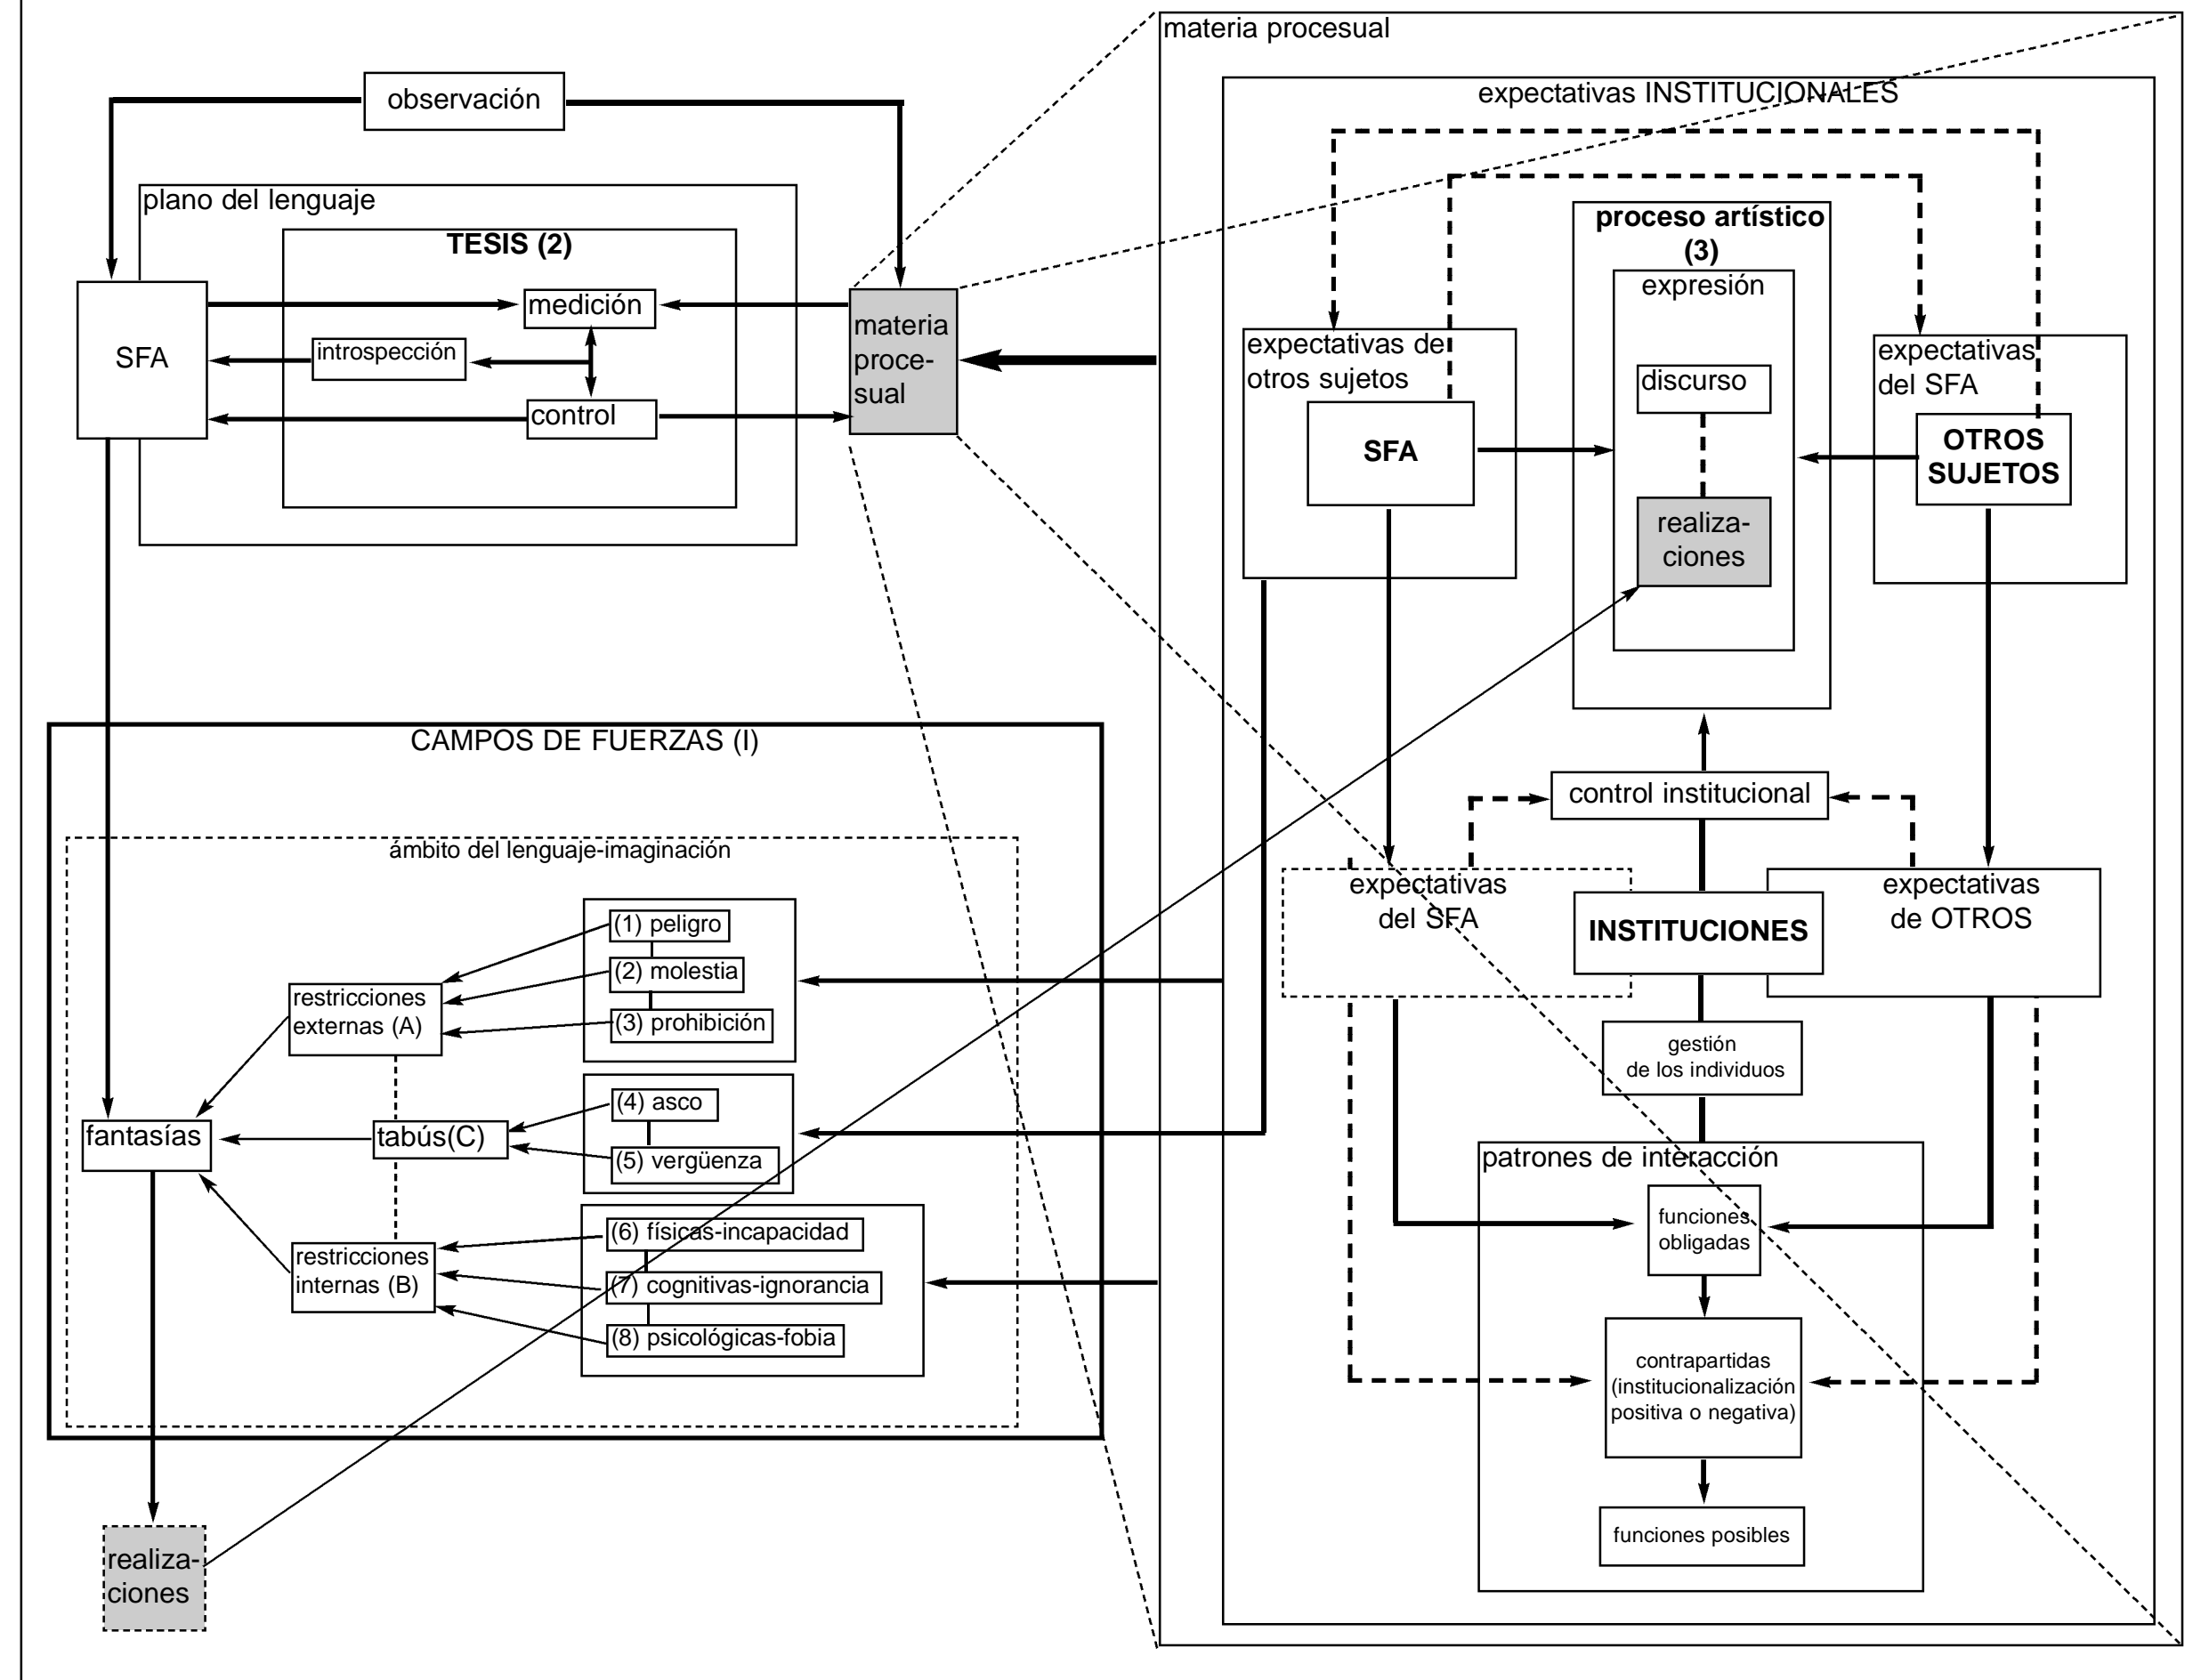 observación
plano del lenguaje
TESIS (2)
SFA
medición
introspección
control
materia
proce-
sual
CAMPOS DE FUERZAS (I)
ámbito del lenguaje-imaginación
(1) peligro
(2) molestia
(3) prohibición
restricciones
externas (A)
(4) asco
(5) vergüenza
tabús(C)
fantasías
(6) físicas-incapacidad
(7) cognitivas-ignorancia
(8) psicológicas-fobia
restricciones
internas (B)
realiza-
ciones
materia procesual
expectativas INSTITUCIONALES
proceso artístico
(3)
expresión
discurso
realiza-
ciones
expectativas de
otros sujetos
SFA
expectativas
del SFA
OTROS
SUJETOS
control institucional
expectativas
del SFA
INSTITUCIONES
expectativas
de OTROS
gestión
de los individuos
patrones de interacción
funciones
obligadas
contrapartidas
(institucionalización
positiva o negativa)
funciones posibles